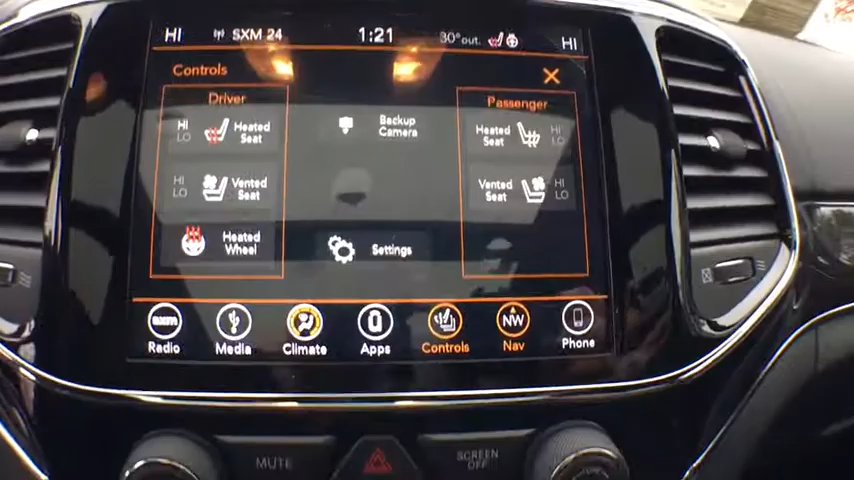 HI SXM 24 1:21 30° out. HI
Controls
Driver
Passenger
HI
LO
Heated
Seat
Backup
Camera
Heated
Seat
HI
LO
HI
LO
Vented
Seat
Vented
Seat
HI
LO
Heated
Wheel
Settings
SXM
Radio
Media
Climate
Apps
Controls
NW
Nav
Phone
MUTE
SCREEN
OFF